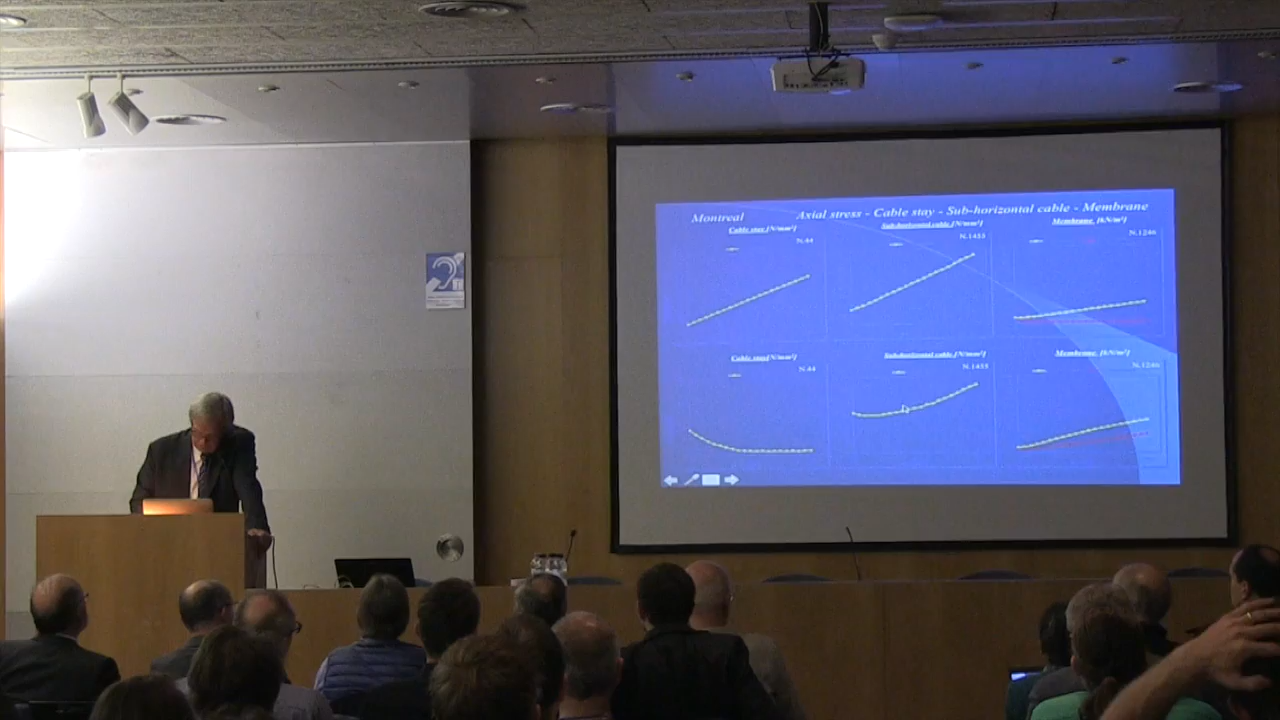 Montreal
Axial stress - Cable stay - Sub-horizontal cable - Membrane
Cable stay [N/mm²]
N.44
Sub-horizontal cable [N/mm²]
N.1455
Membrane [kN/m²]
N.1246
Cable stay [N/mm²]
N.44
Sub-horizontal cable [N/mm²]
N.1455
Membrane [kN/m²]
N.1246